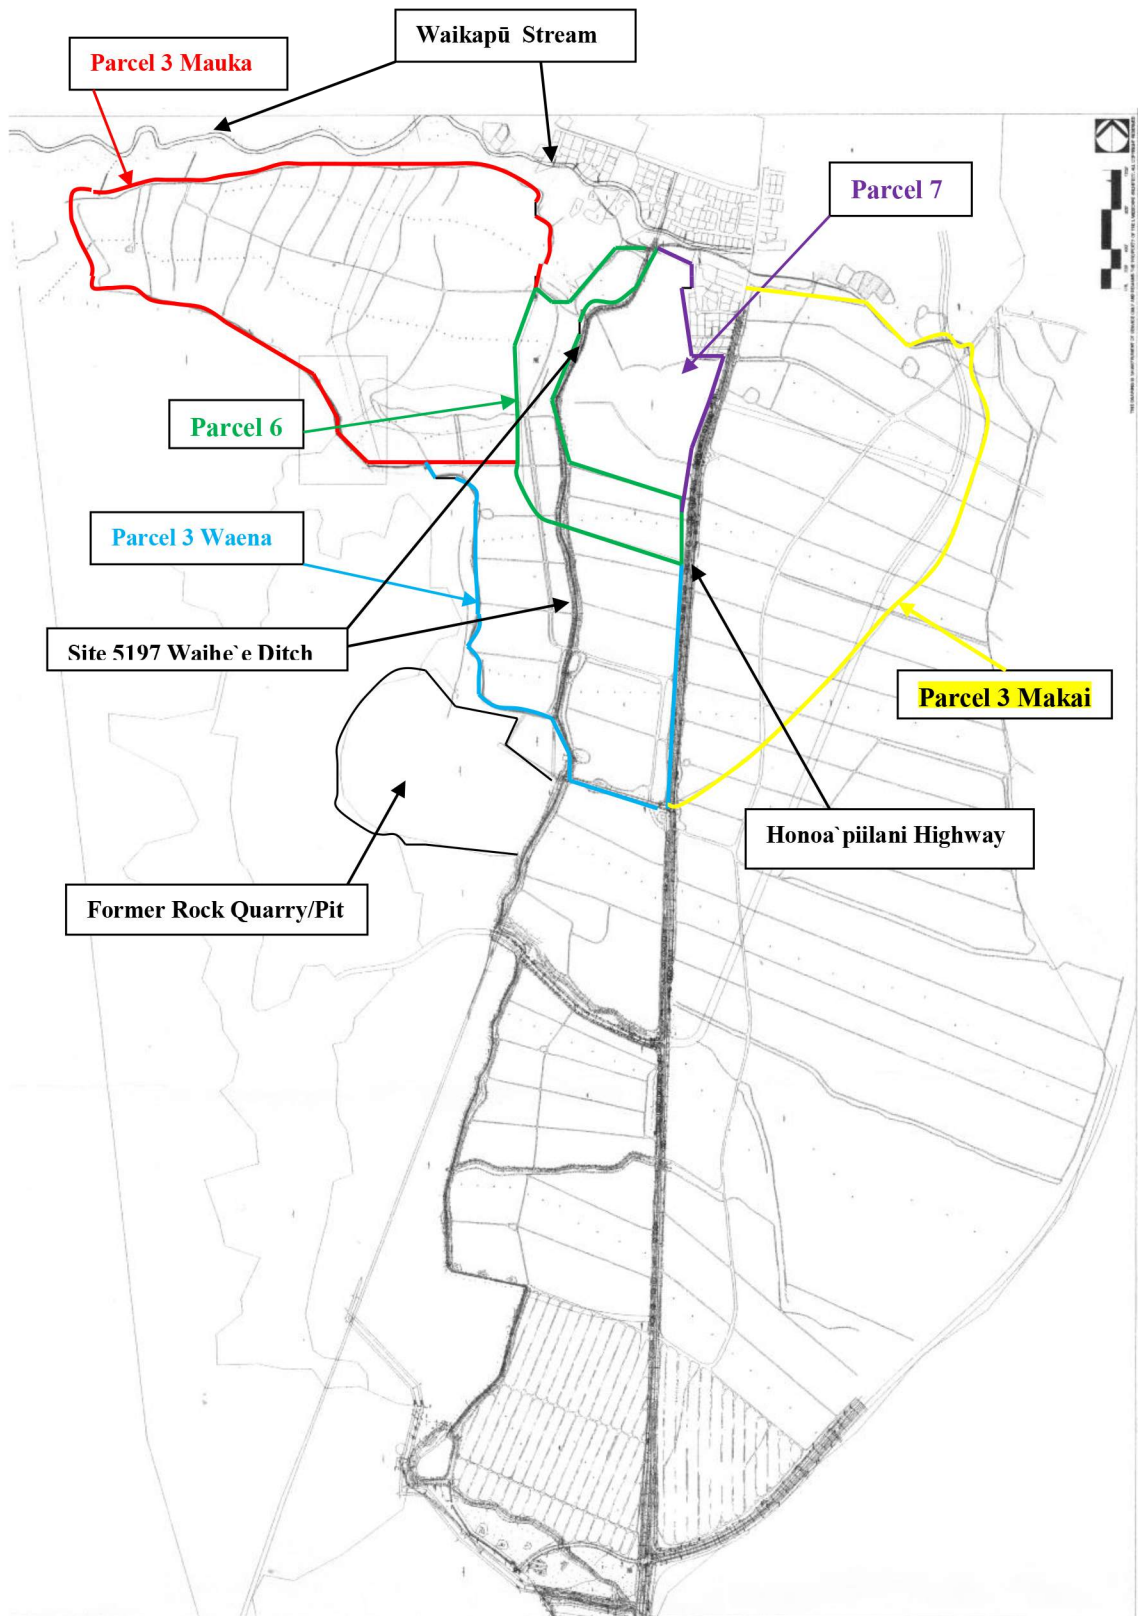 Waikapū Stream
Parcel 3 Mauka
Parcel 7
Parcel 6
Parcel 3 Waena
Site 5197 Waihe`e Ditch
Parcel 3 Makai
Honoa`piilani Highway
Former Rock Quarry/Pit